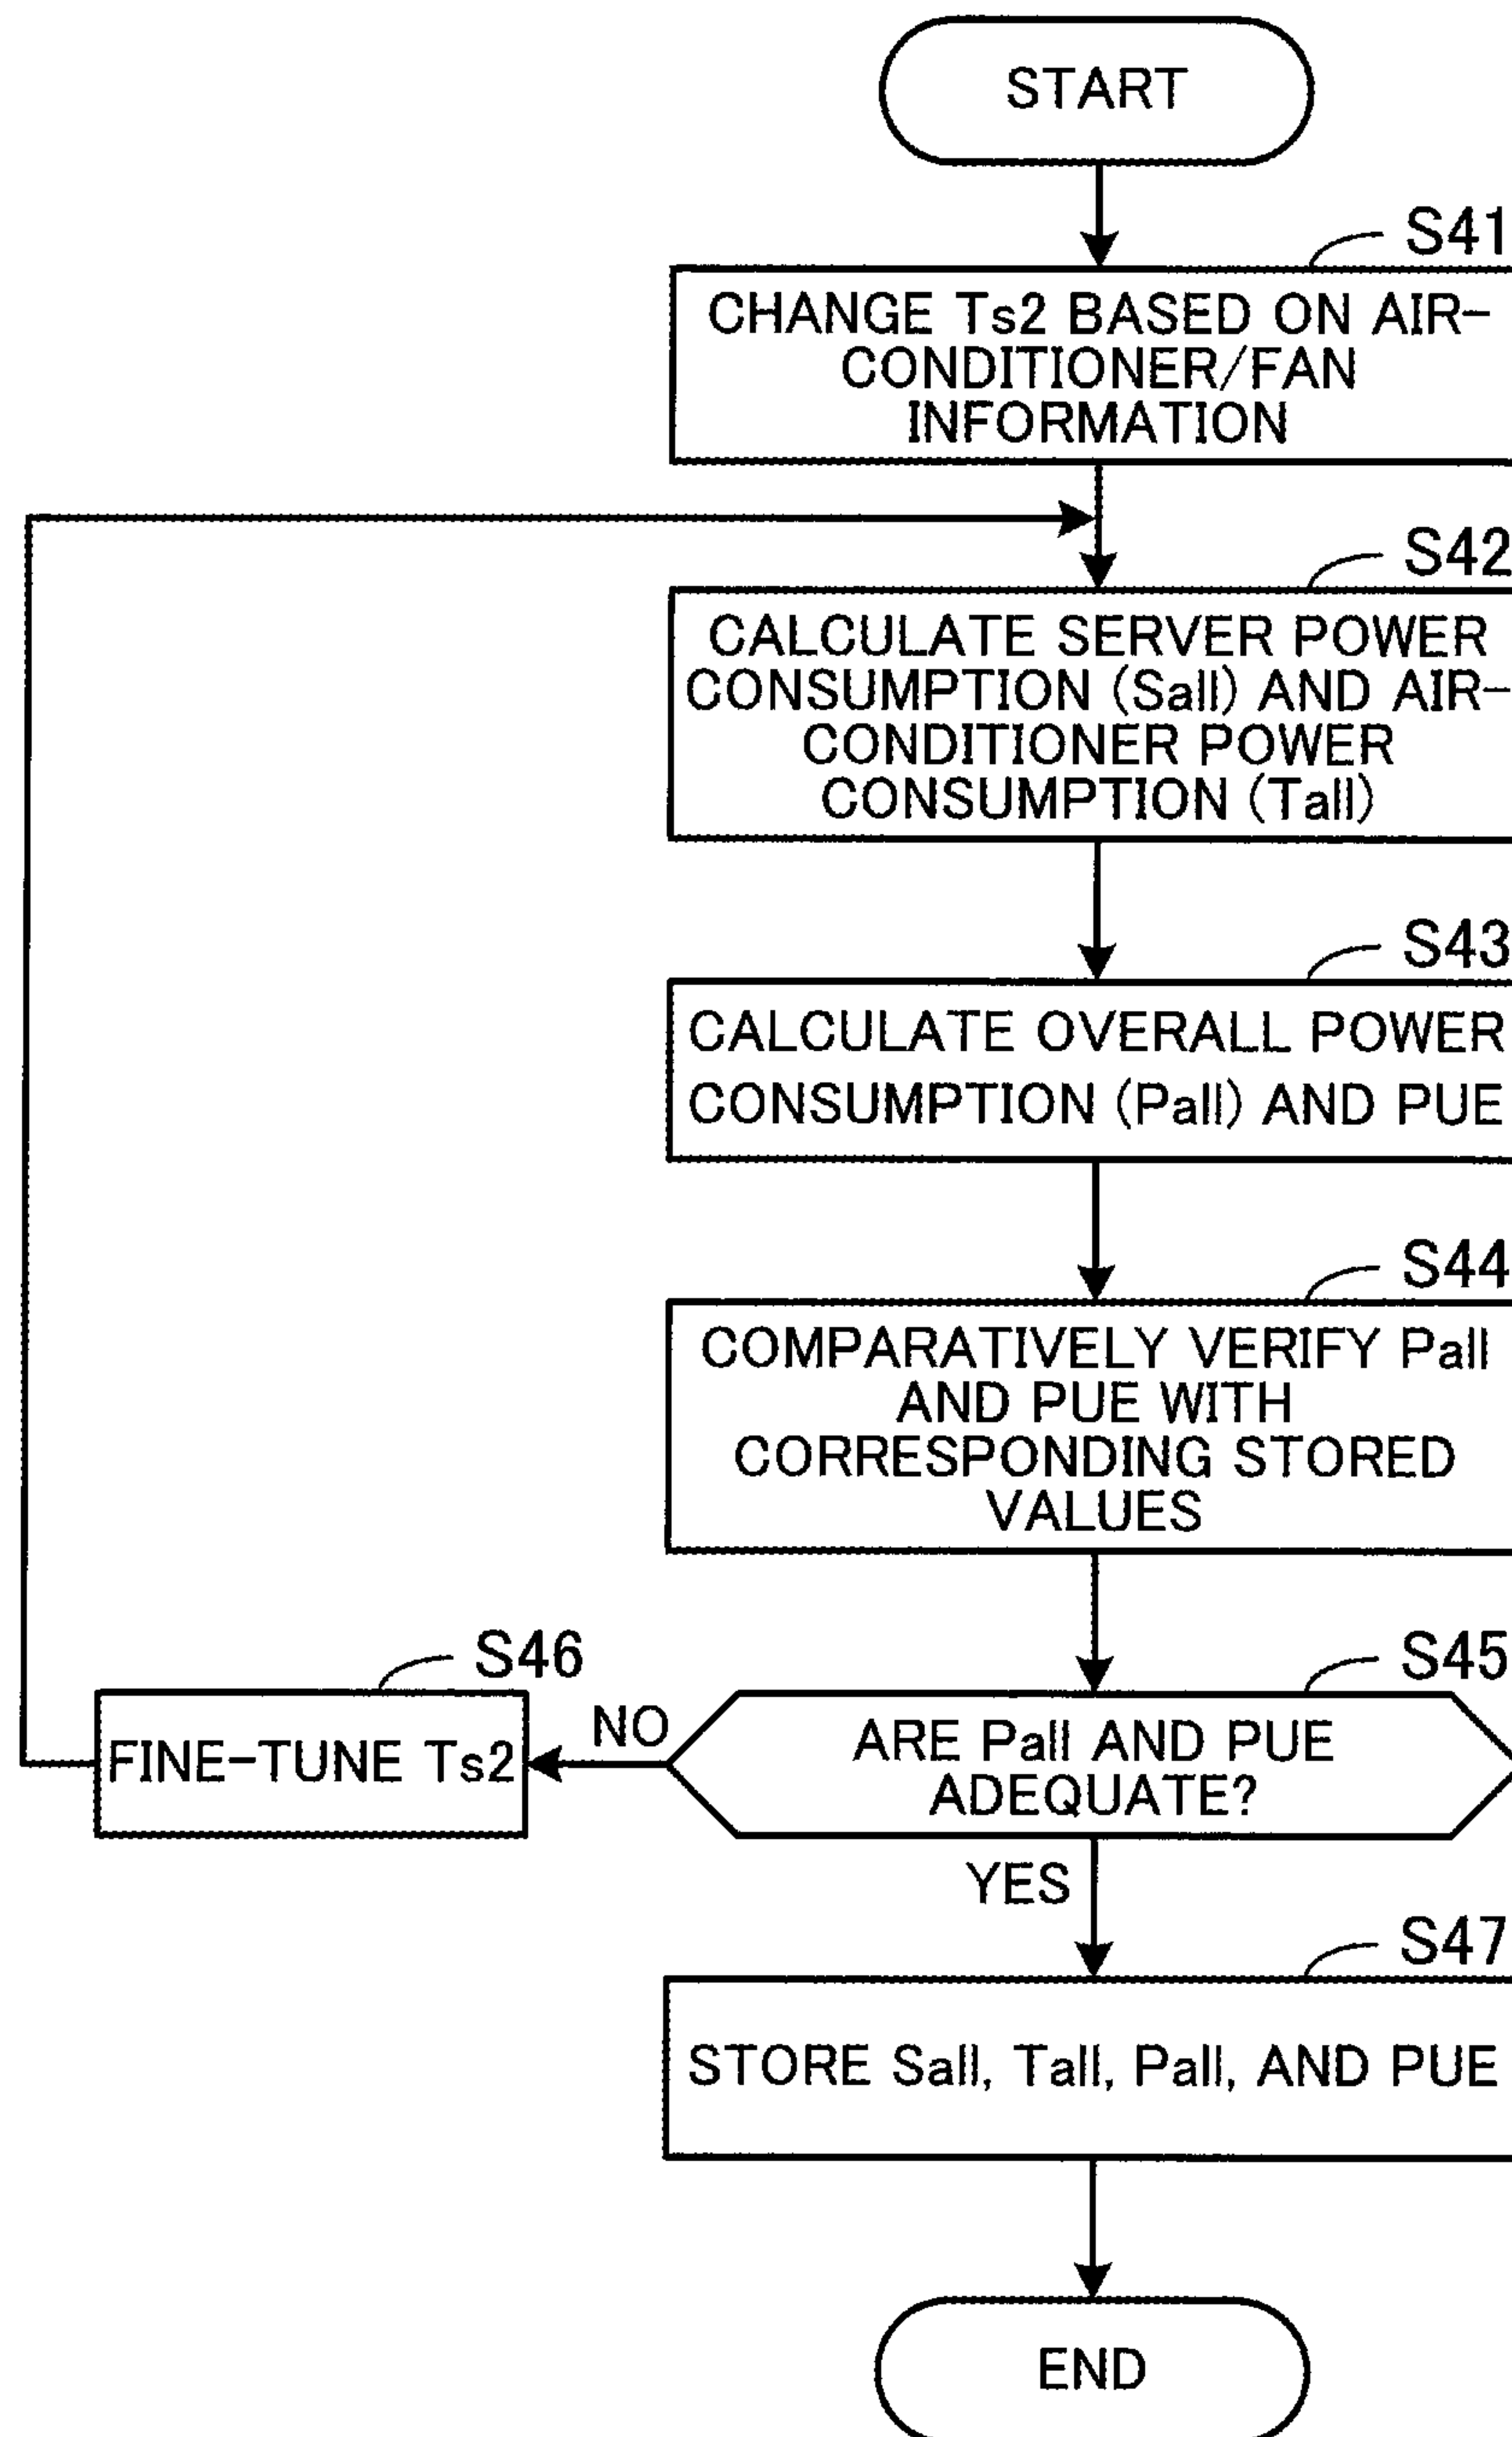 START
S41
CHANGE Ts2 BASED ON AIR-
CONDITIONER/FAN
INFORMATION
S42
CALCULATE SERVER POWER
CONSUMPTION (Sall) AND AIR-
CONDITIONER POWER
CONSUMPTION (Tall)
S43
CALCULATE OVERALL POWER
CONSUMPTION (Pall) AND PUE
S44
COMPARATIVELY VERIFY Pall
AND PUE WITH
CORRESPONDING STORED
VALUES
S45
ARE Pall AND PUE
ADEQUATE?
NO
S46
FINE-TUNE Ts2
YES
S47
STORE Sall, Tall, Pall, AND PUE
END